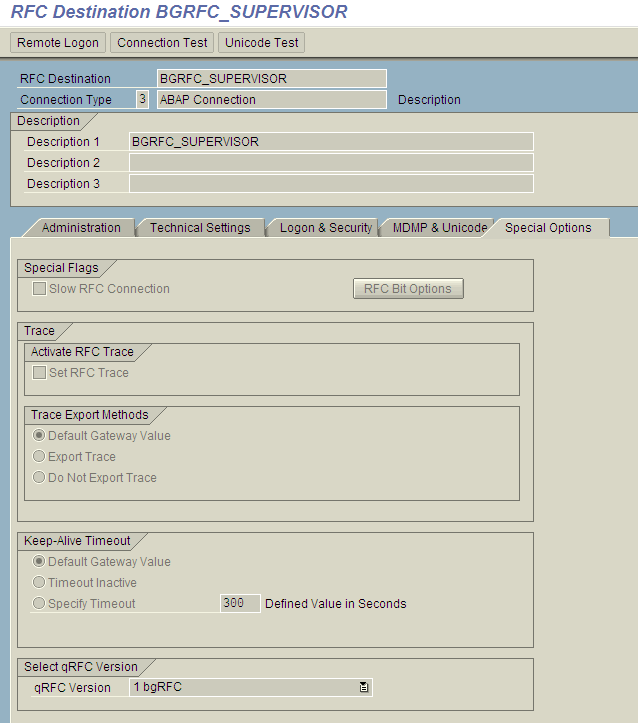 RFC Destination BGRFC_SUPERVISOR
Remote Logon Connection Test Unicode Test
RFC Destination BGRFC_SUPERVISOR
Connection Type 3 ABAP Connection Description
Description
Description 1 BGRFC_SUPERVISOR
Description 2
Description 3
Administration Technical Settings Logon & Security MDMP & Unicode Special Options
Special Flags
Slow RFC Connection RFC Bit Options
Trace
Activate RFC Trace
Set RFC Trace
Trace Export Methods
Default Gateway Value
Export Trace
Do Not Export Trace
Keep-Alive Timeout
Default Gateway Value
Timeout Inactive
Specify Timeout 300 Defined Value in Seconds
Select qRFC Version
qRFC Version 1 bgRFC